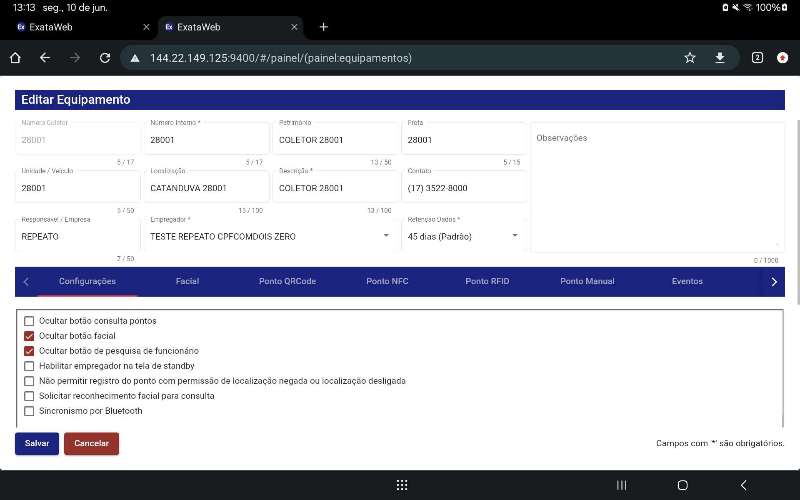 13:13 seg., 10 de jun. 100%
Ex ExataWeb
Ex ExataWeb
144.22.149.125:9400/#/painel/(painel:equipamentos)
2
Editar Equipamento
Número Coletor
28001
5 / 17
Número Interno *
28001
5 / 17
Patrimônio
COLETOR 28001
13 / 50
Frota
28001
5 / 15
Observações
0 / 1000
Unidade / Veículo
28001
5 / 50
Localização
CATANDUVA 28001
15 / 100
Descrição *
COLETOR 28001
13 / 100
Contato
(17) 3522-8000
Responsável / Empresa
REPEATO
7 / 50
Empregador *
TESTE REPEATO CPFCOMDOIS ZERO
Retenção Dados *
45 dias (Padrão)
Configurações Facial Ponto QRCode Ponto NFC Ponto RFID Ponto Manual Eventos
Ocultar botão consulta pontos
Ocultar botão facial
Ocultar botão de pesquisa de funcionário
Habilitar empregador na tela de standby
Não permitir registro do ponto com permissão de localização negada ou localização desligada
Solicitar reconhecimento facial para consulta
Sincronismo por Bluetooth
Salvar Cancelar Campos com '*' são obrigatórios.